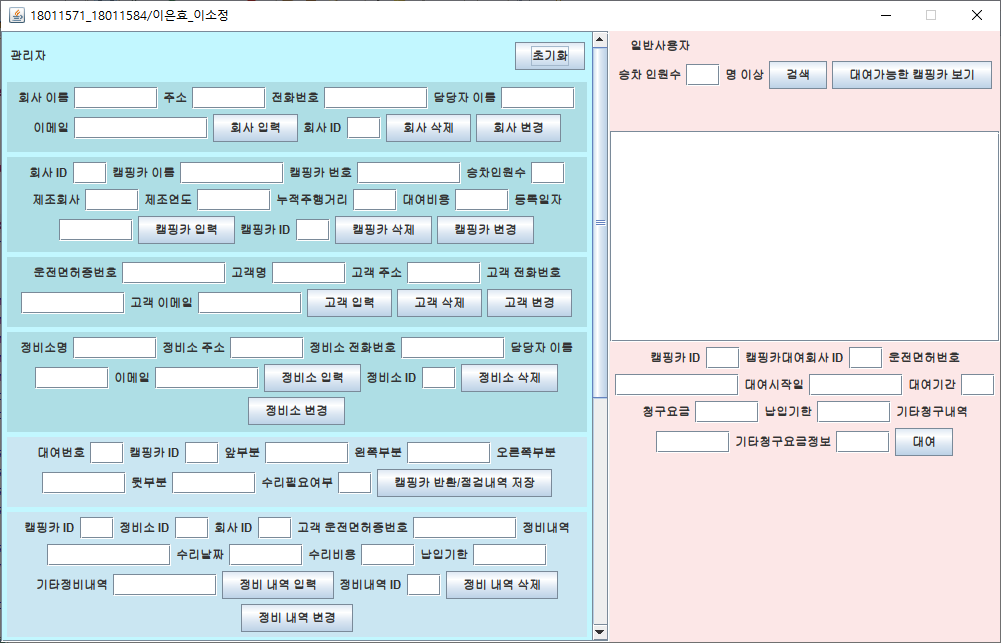 18011571_18011584/이은효_이소정
관리자 초기화
회사 이름 주소 전화번호 담당자 이름
이메일 회사 입력 회사 ID 회사 삭제 회사 변경
회사 ID 캠핑카 이름 캠핑카 번호 승차인원수
제조회사 제조연도 누적주행거리 대여비용 등록일자
캠핑카 입력 캠핑카 ID 캠핑카 삭제 캠핑카 변경
운전면허증번호 고객명 고객 주소 고객 전화번호
고객 이메일 고객 입력 고객 삭제 고객 변경
정비소명 정비소 주소 정비소 전화번호 담당자 이름
이메일 정비소 입력 정비소 ID 정비소 삭제
정비소 변경
대여번호 캠핑카 ID 앞부분 왼쪽부분 오른쪽부분
뒷부분 수리필요여부 캠핑카 반환/점검내역 저장
캠핑카 ID 정비소 ID 회사 ID 고객 운전면허증번호 정비내역
수리날짜 수리비용 납입기한
기타정비내역 정비 내역 입력 정비내역 ID 정비 내역 삭제
정비 내역 변경
일반사용자
승차 인원수 명 이상 검색 대여가능한 캠핑카 보기
캠핑카 ID 캠핑카대여회사 ID 운전면허번호
대여시작일 대여기간
청구요금 납입기한 기타청구내역
기타청구요금정보 대여